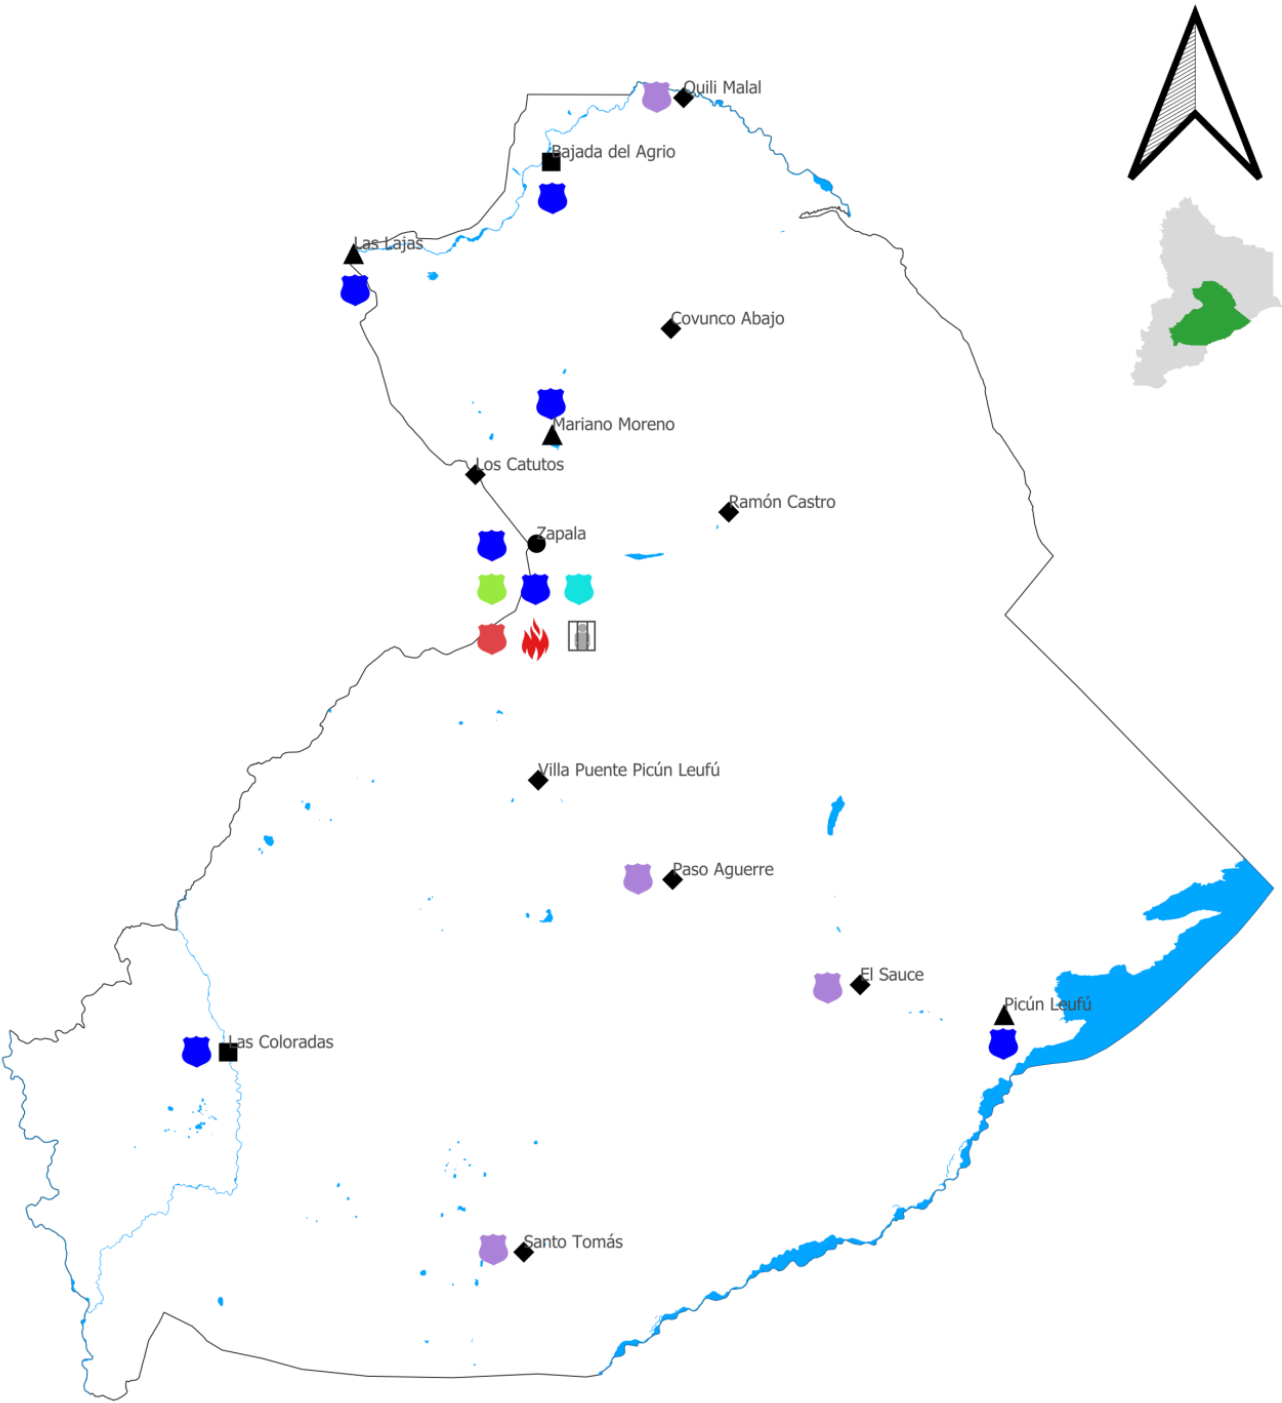 Quili Malal
Bajada del Agrio
Las Lajas
Covunco Abajo
Mariano Moreno
Los Catutos
Ramón Castro
Zapala
Villa Puente Picún Leufú
Paso Aguerre
El Sauce
Picún Leufú
Las Coloradas
Santo Tomás